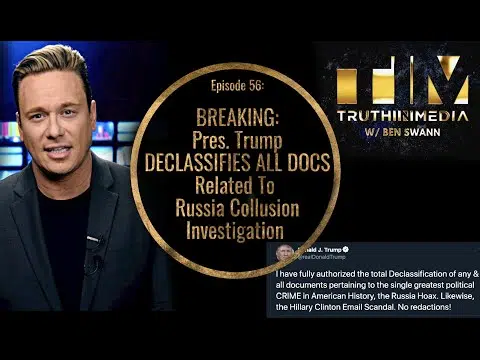 Episode 56:
BREAKING:
Pres. Trump
DECLASSIFIES ALL DOCS
Related To
Russia Collusion
Investigation
TM
TRUTHINMEDIA
W/ BEN SWANN
Donald J. Trump
@realDonaldTrump
I have fully authorized the total Declassification of any &
all documents pertaining to the single greatest political
CRIME in American History, the Russia Hoax. Likewise,
the Hillary Clinton Email Scandal. No redactions!